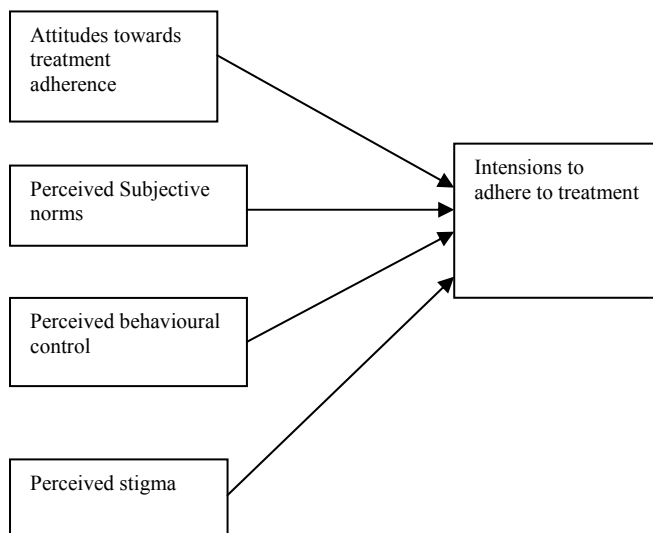 Attitudes towards
treatment
adherence
Perceived Subjective
norms
Perceived behavioural
control
Perceived stigma
Intensions to
adhere to treatment